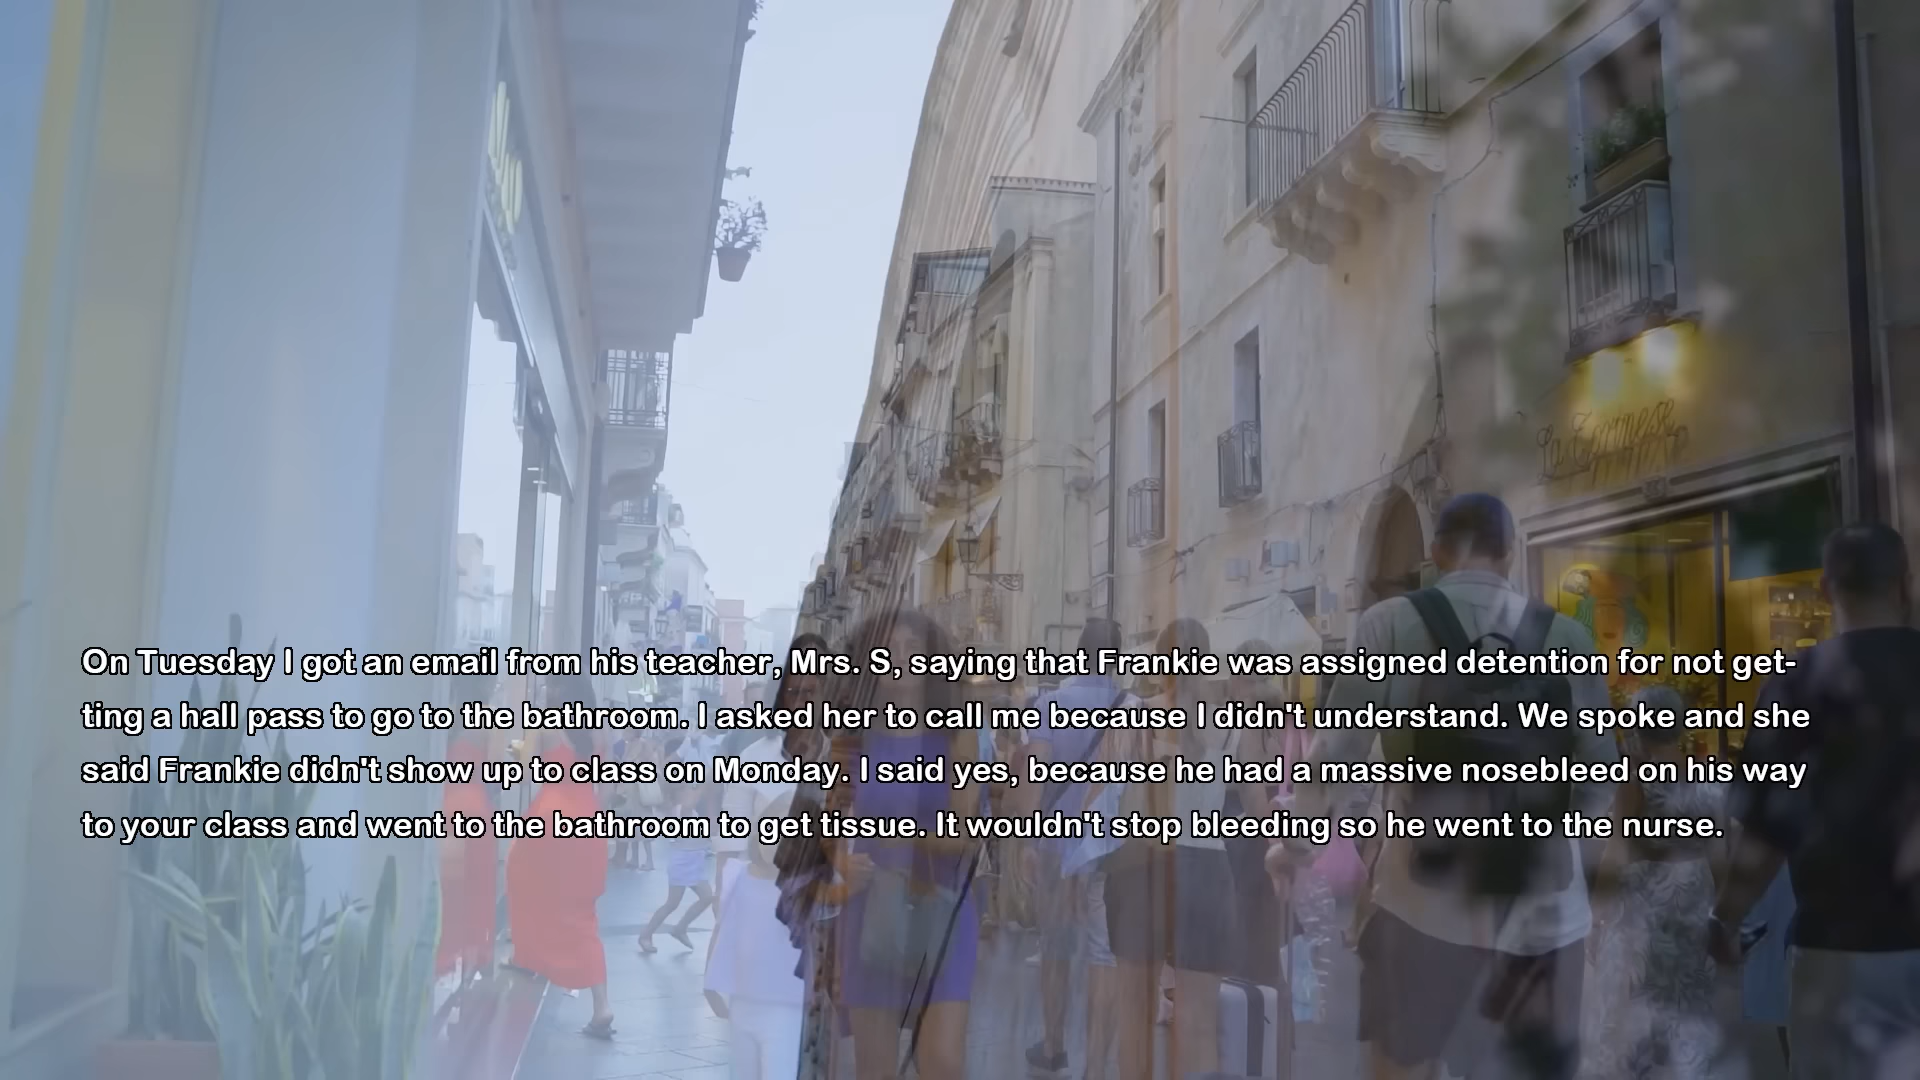 On Tuesday I got an email from his teacher, Mrs. S, saying that Frankie was assigned detention for not get-
ting a hall pass to go to the bathroom. I asked her to call me because I didn't understand. We spoke and she
said Frankie didn't show up to class on Monday. I said yes, because he had a massive nosebleed on his way
to your class and went to the bathroom to get tissue. It wouldn't stop bleeding so he went to the nurse.